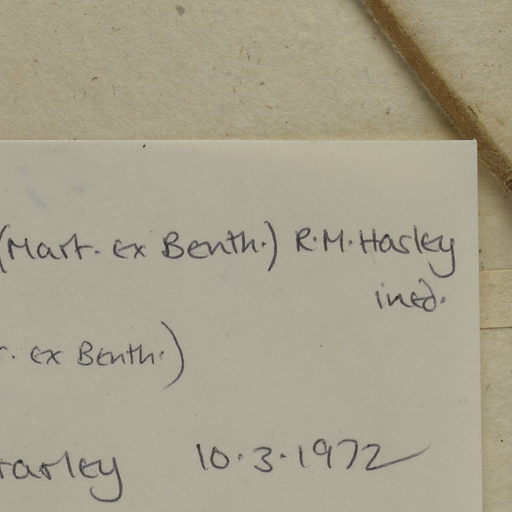 (Mart. ex Benth.) R.M. Harley
ined.
. ex Benth.)
Harley 10.3.1972